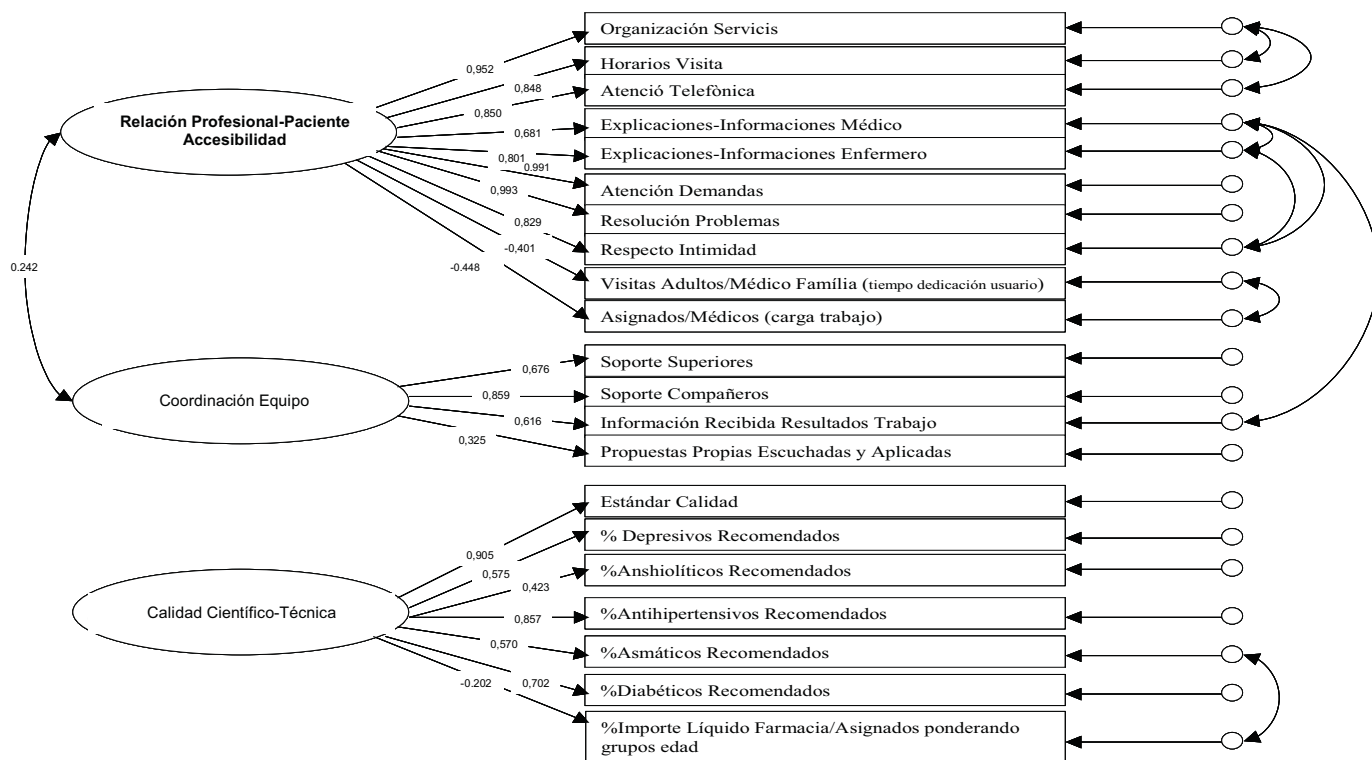 Organización Servicis
0,952
Horarios Visita
0,848
Atenció Telefònica
0,850
Relación Profesional-Paciente
Accesibilidad
Explicaciones-Informaciones Médico
0,681
Explicaciones-Informaciones Enfermero
0,801
0.991
Atención Demandas
0,993
Resolución Problemas
0,829
Respecto Intimidad
-0,401
0.242
-0.448
Visitas Adultos/Médico Família (tiempo dedicación usuario)
Asignados/Médicos (carga trabajo)
Soporte Superiores
0,676
Coordinación Equipo
0,859
Soporte Compañeros
0,616
Información Recibida Resultados Trabajo
0,325
Propuestas Propias Escuchadas y Aplicadas
Estándar Calidad
0,905
% Depresivos Recomendados
0,575
%Anshiolíticos Recomendados
0,423
Calidad Científico-Técnica
0,857
%Antihipertensivos Recomendados
0,570
%Asmáticos Recomendados
-0.202
0,702
%Diabéticos Recomendados
%Importe Líquido Farmacia/Asignados ponderando
grupos edad